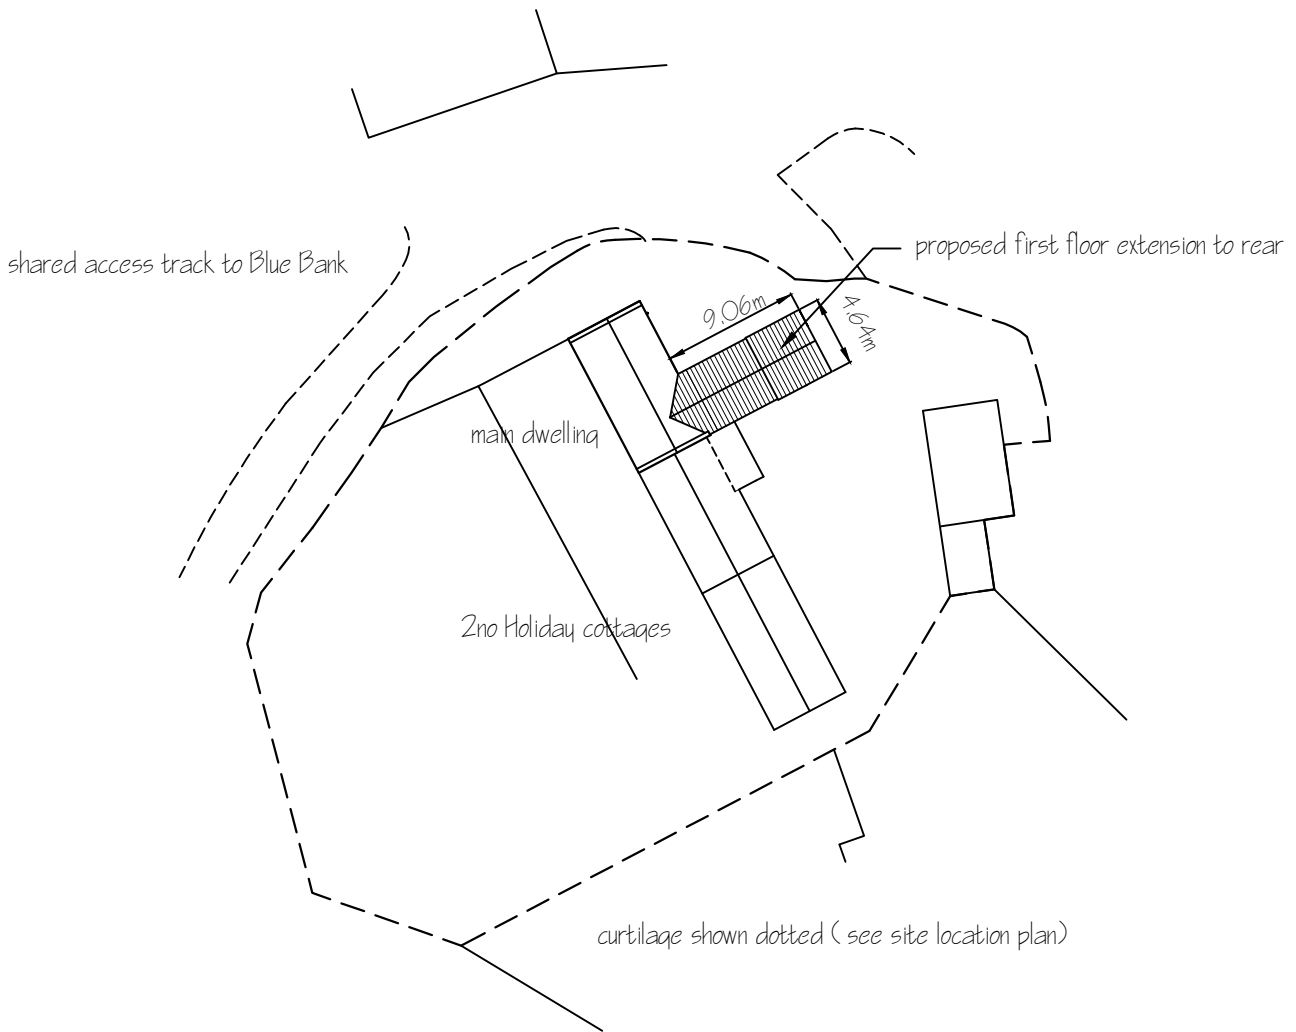 proposed first floor extension to rear
shared access track to Blue Bank
9.06m
4.64m
main dwelling
2no Holiday cottages
curtilage shown dotted ( see site location plan)